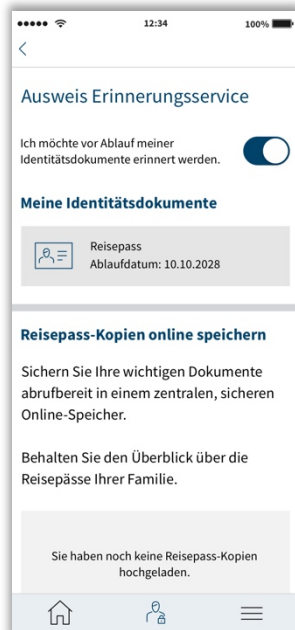 12:34
100%
Ausweis Erinnerungsservice
Ich möchte vor Ablauf meiner
Identitätsdokumente erinnert werden.
Meine Identitätsdokumente
Reisepass
Ablaufdatum: 10.10.2028
Reisepass-Kopien online speichern
Sichern Sie Ihre wichtigen Dokumente
abrufbereit in einem zentralen, sicheren
Online-Speicher.
Behalten Sie den Überblick über die
Reisepässe Ihrer Familie.
Sie haben noch keine Reisepass-Kopien
hochgeladen.